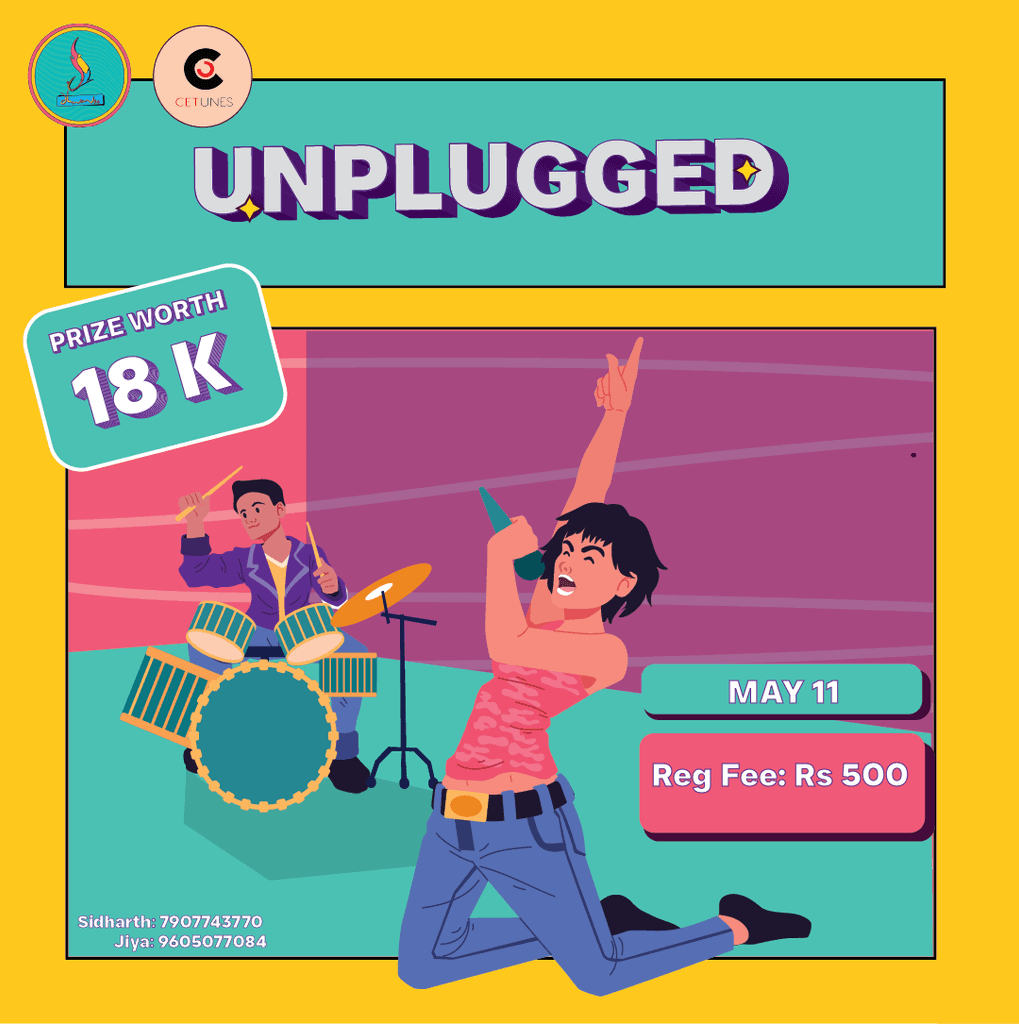 CETUNES
UNPLUGGED
PRIZE WORTH
18 K
MAY 11
Reg Fee: Rs 500
Sidharth: 7907743770
Jiya: 9605077084